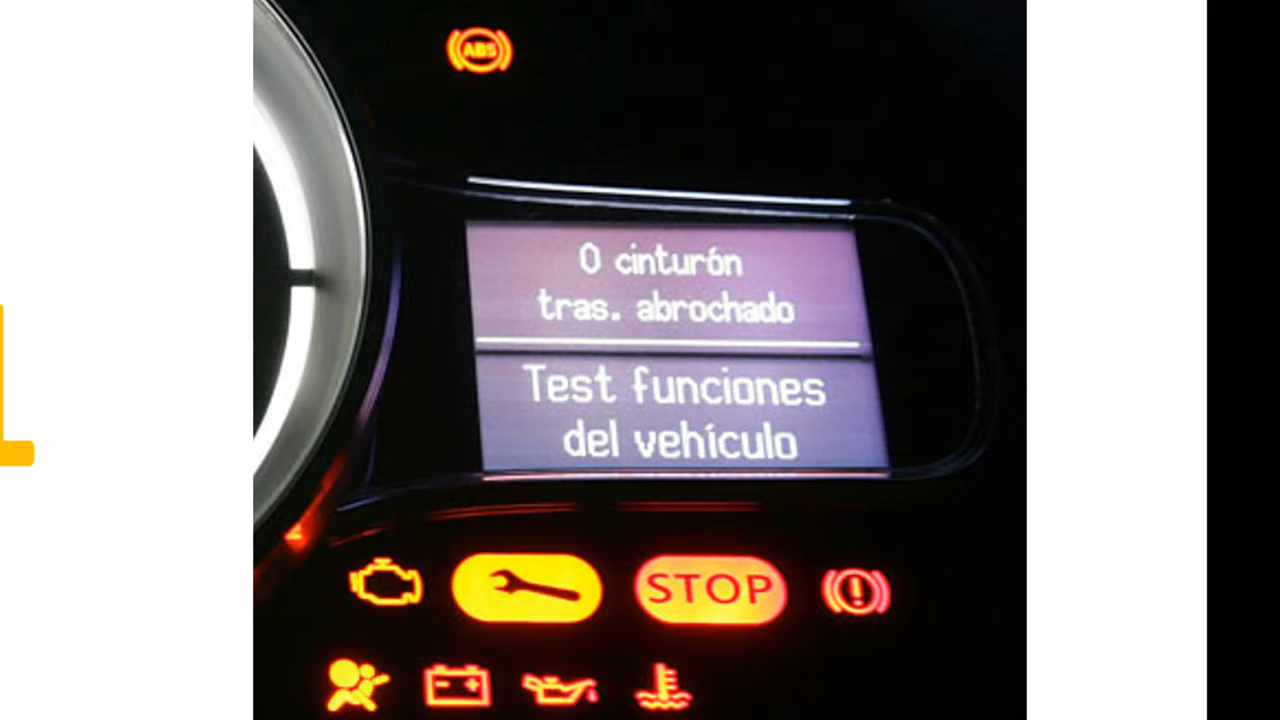 ABS
0 cinturón
tras. abrochado
Test funciones
del vehículo
STOP